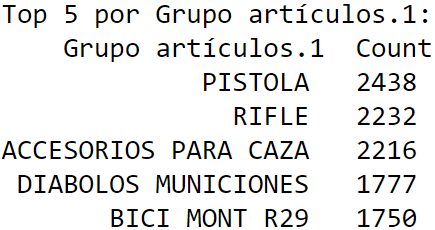 Top 5 por Grupo artículos.1:
Grupo artículos.1 Count
PISTOLA 2438
RIFLE 2232
ACCESORIOS PARA CAZA 2216
DIABOLOS MUNICIONES 1777
BICI MONT R29 1750